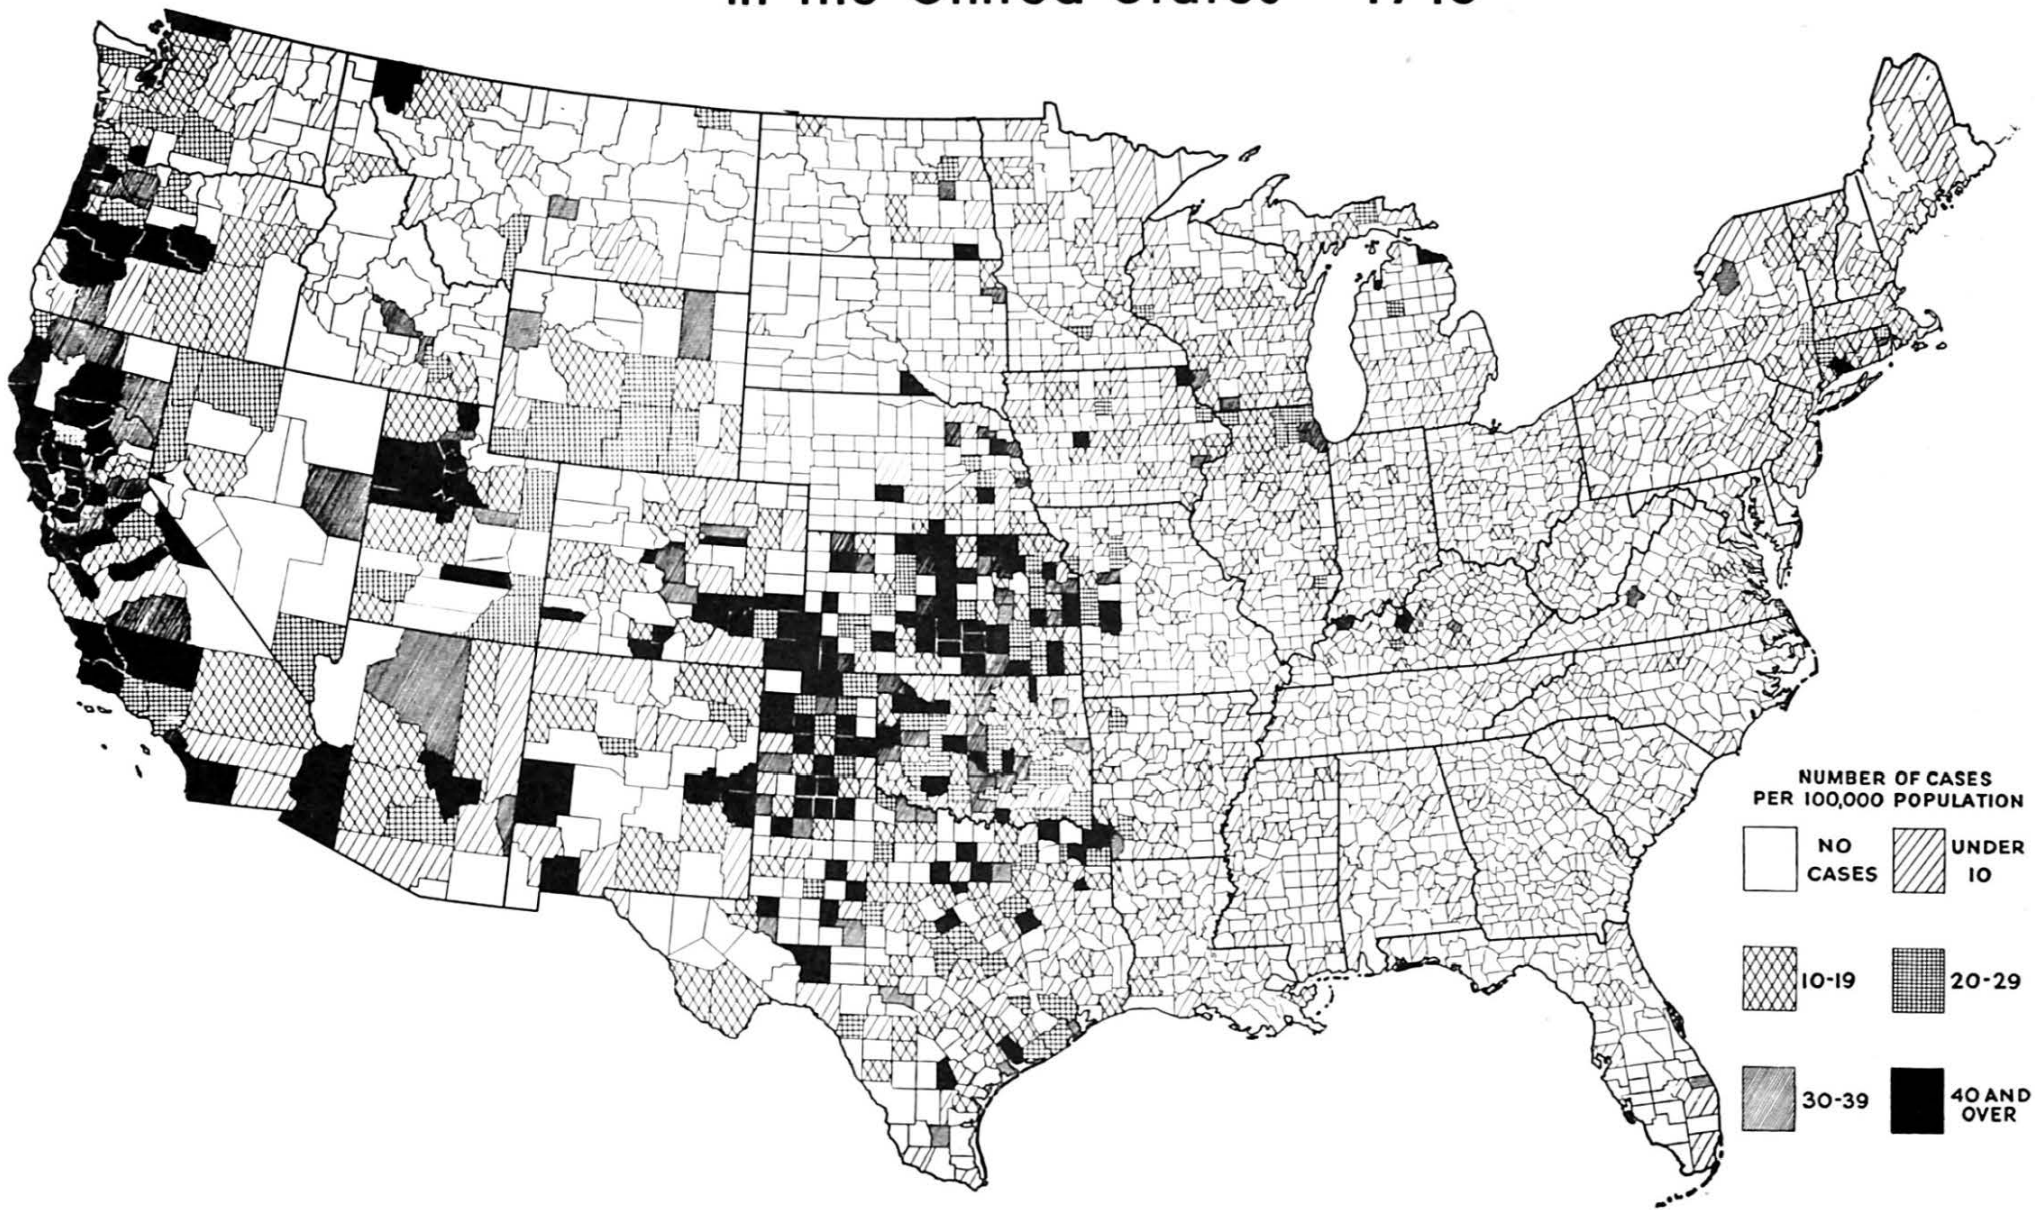 in the United States
NUMBER OF CASES
PER 100,000 POPULATION
NO
CASES
UNDER
10
10-19
20-29
30-39
40 AND
OVER